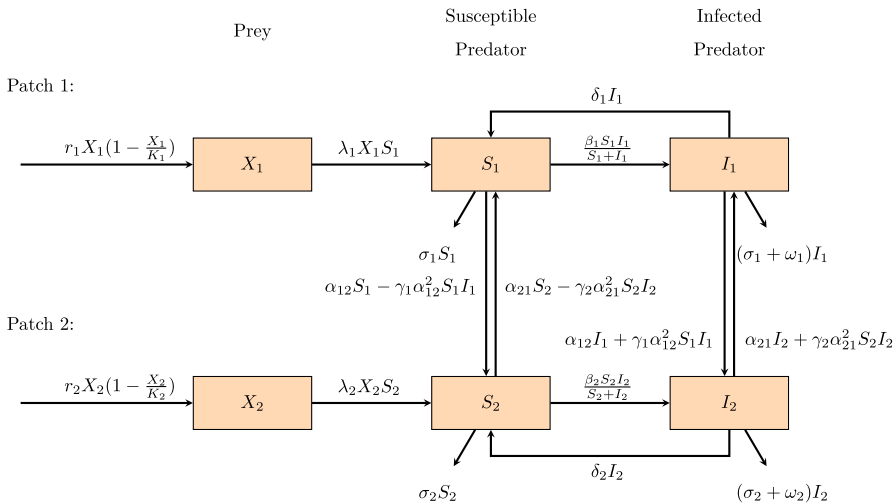 Prey
Susceptible
Predator
Infected
Predator
Patch 1:
δ₁I₁
r₁X₁(1 − X₁/K₁)
X₁
λ₁X₁S₁
S₁
β₁S₁I₁/(S₁+I₁)
I₁
σ₁S₁
(σ₁ + ω₁)I₁
α₁₂S₁ − γ₁α₁₂²S₁I₁
α₂₁S₂ − γ₂α₂₁²S₂I₂
Patch 2:
α₁₂I₁ + γ₁α₁₂²S₁I₁
α₂₁I₂ + γ₂α₂₁²S₂I₂
r₂X₂(1 − X₂/K₂)
X₂
λ₂X₂S₂
S₂
β₂S₂I₂/(S₂+I₂)
I₂
δ₂I₂
σ₂S₂
(σ₂ + ω₂)I₂